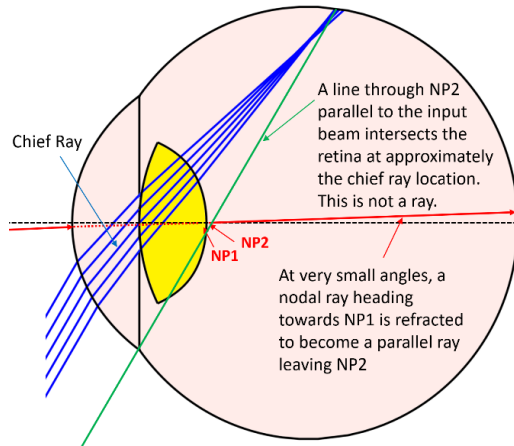 A line through NP2
parallel to the input
beam intersects the
retina at approximately
the chief ray location.
This is not a ray.
Chief Ray
NP2
NP1
At very small angles, a
nodal ray heading
towards NP1 is refracted
to become a parallel ray
leaving NP2